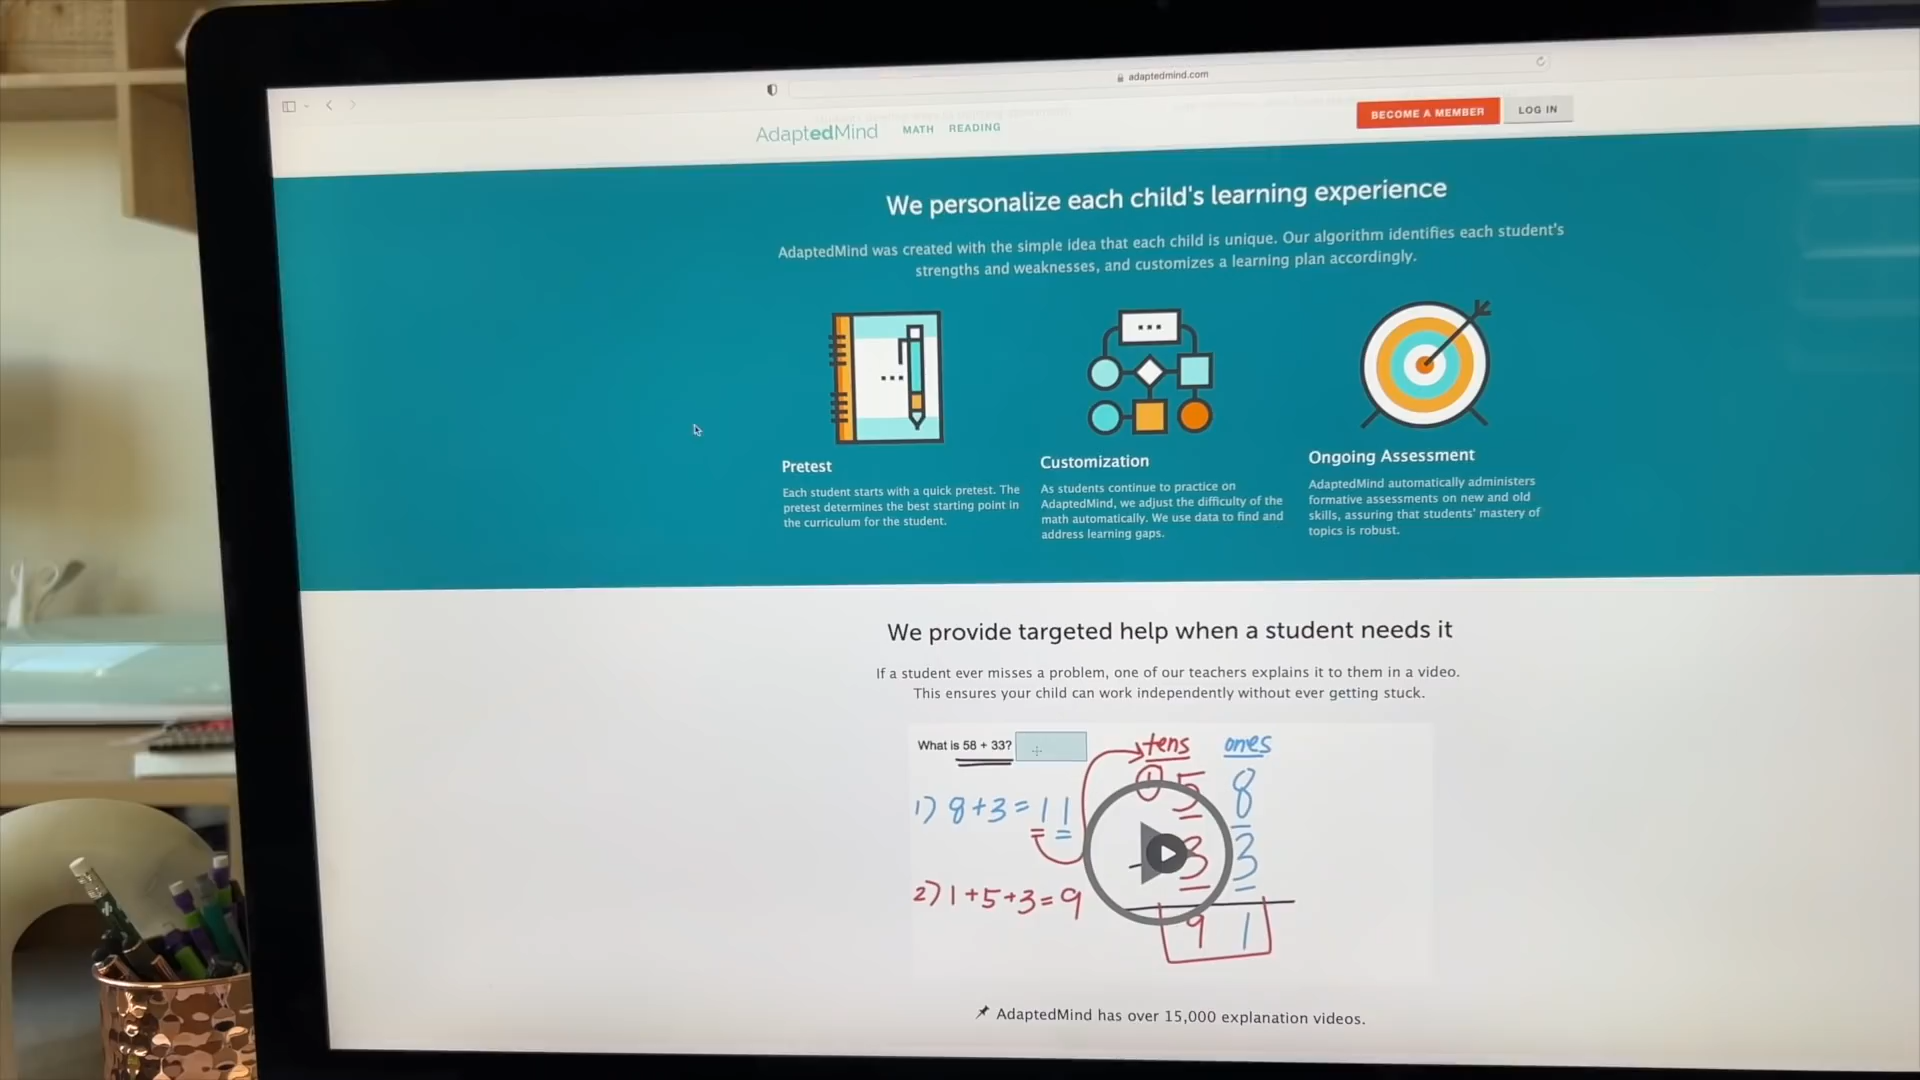 adaptedmind.com
AdaptedMind MATH READING BECOME A MEMBER LOG IN
We personalize each child's learning experience
AdaptedMind was created with the simple idea that each child is unique. Our algorithm identifies each student's
strengths and weaknesses, and customizes a learning plan accordingly.
Pretest
Each student starts with a quick pretest. The
pretest determines the best starting point in
the curriculum for the student.
Customization
As students continue to practice on
AdaptedMind, we adjust the difficulty of the
math automatically. We use data to find and
address learning gaps.
Ongoing Assessment
AdaptedMind automatically administers
formative assessments on new and old
skills, assuring that students' mastery of
topics is robust.
We provide targeted help when a student needs it
If a student ever misses a problem, one of our teachers explains it to them in a video.
This ensures your child can work independently without ever getting stuck.
What is 58 + 33?
1) 8+3=11
2) 1+5+3=9
tens ones
1 5 8
3 3
9 1
AdaptedMind has over 15,000 explanation videos.